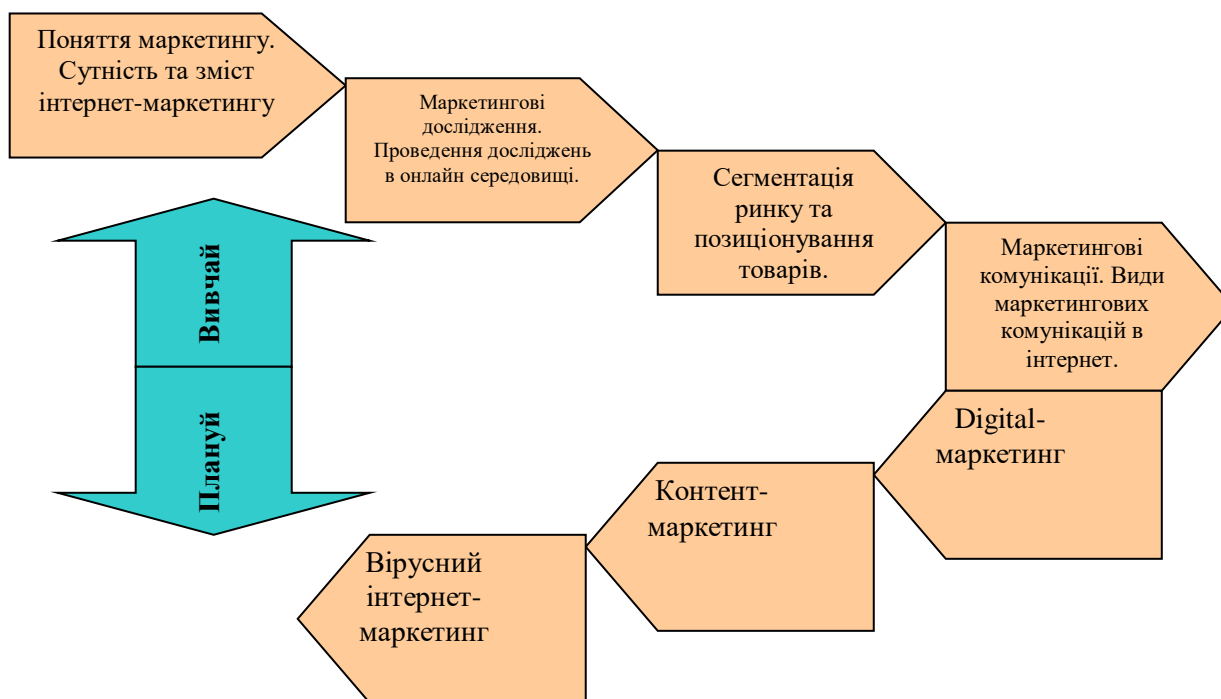 Поняття маркетингу.
Сутність та зміст
інтернет-маркетингу
Маркетингові
дослідження.
Проведення досліджень
в онлайн середовищі.
Сегментація
ринку та
позиціонування
товарів.
Маркетингові
комунікації. Види
маркетингових
комунікацій в
інтернет.
Вивчай
Плануй
Digital-
маркетинг
Контент-
маркетинг
Вірусний
інтернет-
маркетинг